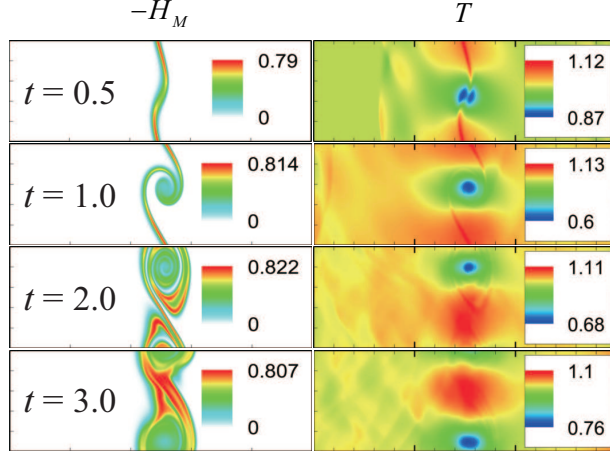 −H_M T
0.79 1.12
t = 0.5
0 0.87
0.814 1.13
t = 1.0
0 0.6
0.822 1.11
t = 2.0
0 0.68
0.807 1.1
t = 3.0
0 0.76